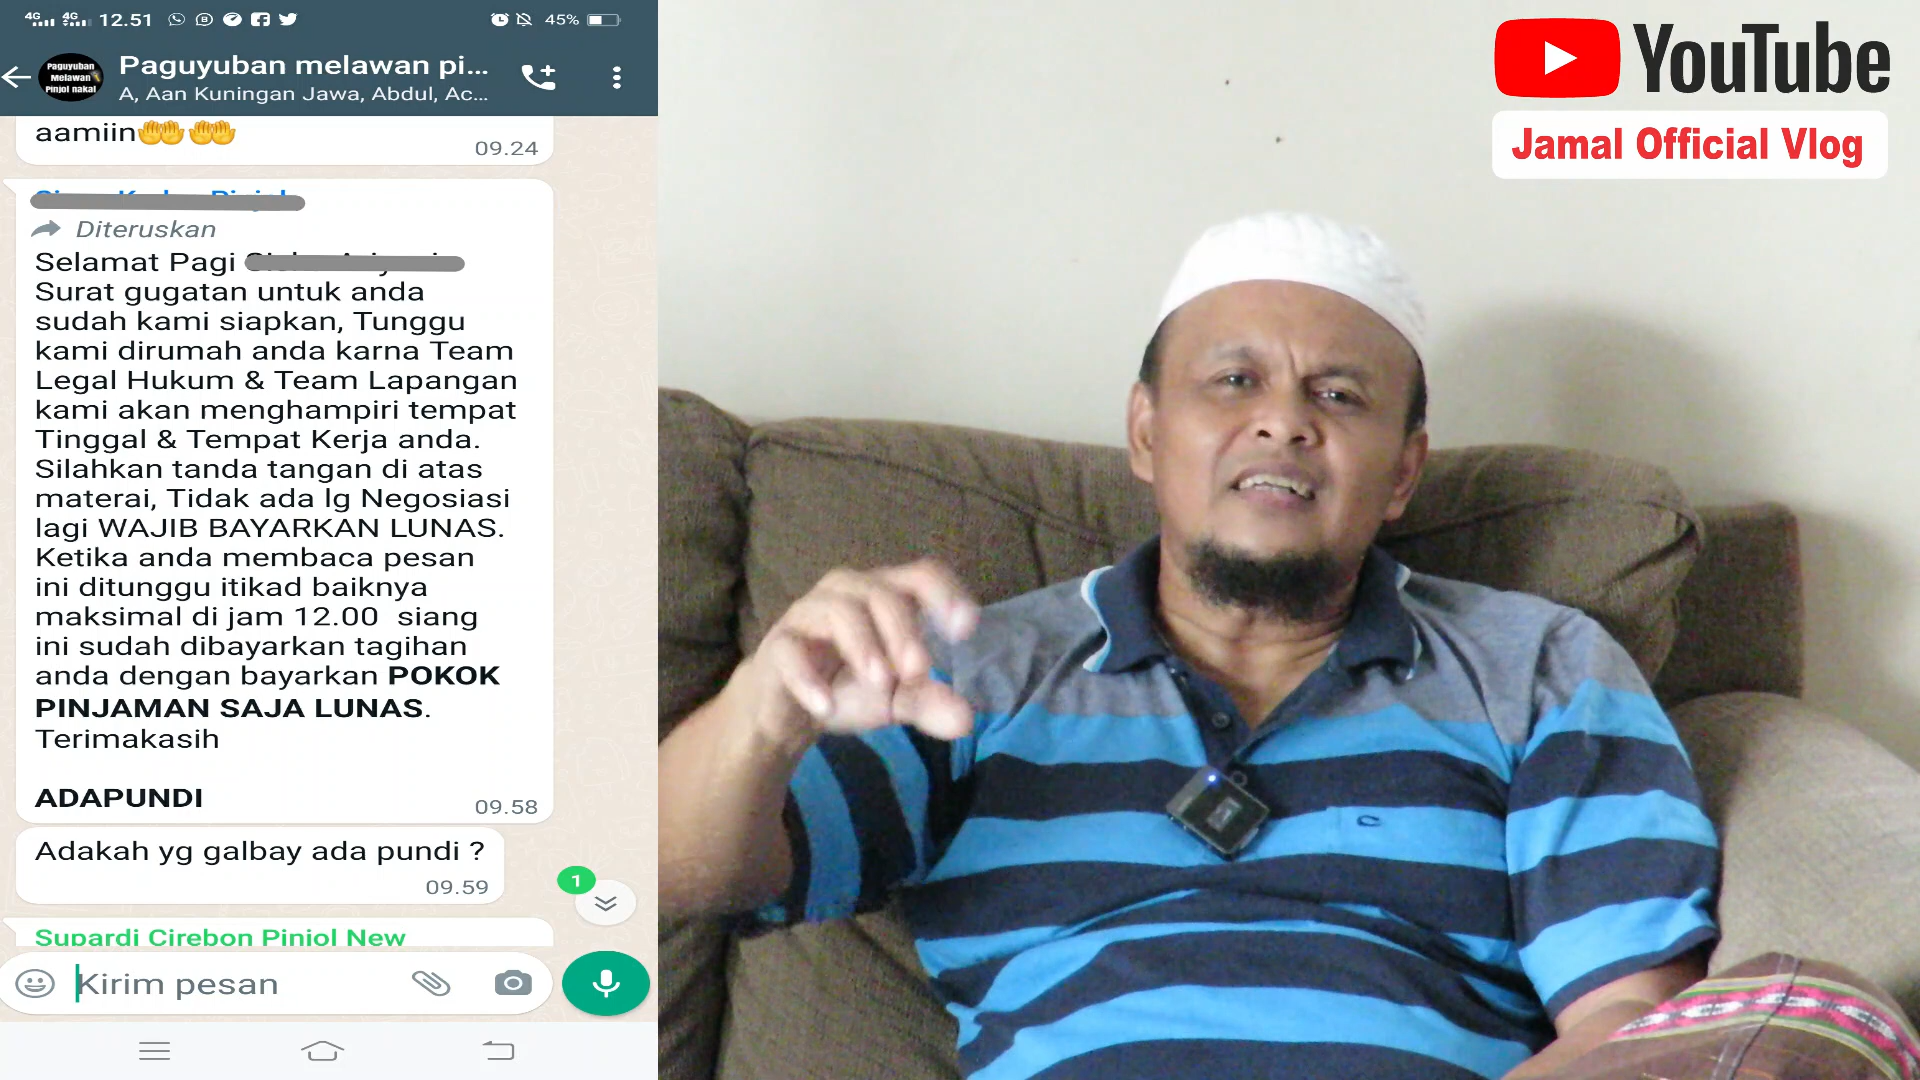 4G 4G 12.51 45%
Paguyuban
Melawan
Pinjol nakal
Paguyuban melawan pi...
A, Aan Kuningan Jawa, Abdul, Ac...
aamiin🤲🤲
09.24
Diteruskan
Selamat Pagi
Surat gugatan untuk anda
sudah kami siapkan, Tunggu
kami dirumah anda karna Team
Legal Hukum & Team Lapangan
kami akan menghampiri tempat
Tinggal & Tempat Kerja anda.
Silahkan tanda tangan di atas
materai, Tidak ada lg Negosiasi
lagi WAJIB BAYARKAN LUNAS.
Ketika anda membaca pesan
ini ditunggu itikad baiknya
maksimal di jam 12.00 siang
ini sudah dibayarkan tagihan
anda dengan bayarkan POKOK
PINJAMAN SAJA LUNAS.
Terimakasih
ADAPUNDI
09.58
Adakah yg galbay ada pundi ?
09.59
1
Supardi Cirebon Pinjol New
Kirim pesan
YouTube
Jamal Official Vlog